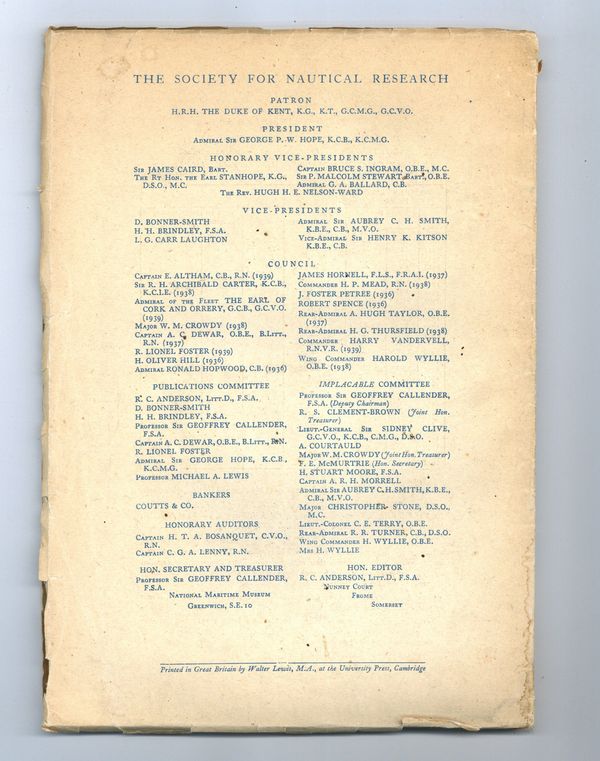 THE SOCIETY FOR NAUTICAL RESEARCH
PATRON
H.R.H. THE DUKE OF KENT, K.G., K.T., G.C.M.G., G.C.V.O.
PRESIDENT
Admiral Sir GEORGE P. W. HOPE, K.C.B., K.C.M.G.
HONORARY VICE-PRESIDENTS
Sir JAMES CAIRD, Bart.
The Rt Hon. the Earl STANHOPE, K.G.,
D.S.O., M.C.
Captain BRUCE S. INGRAM, O.B.E., M.C.
Sir P. MALCOLM STEWART, Bart., O.B.E.
Admiral G. A. BALLARD, C.B.
The Rev. HUGH H. E. NELSON-WARD
VICE-PRESIDENTS
D. BONNER-SMITH
H. H. BRINDLEY, F.S.A.
L. G. CARR LAUGHTON
Admiral Sir AUBREY C. H. SMITH,
K.B.E., C.B., M.V.O.
Vice-Admiral Sir HENRY K. KITSON
K.B.E., C.B.
COUNCIL
Captain E. ALTHAM, C.B., R.N. (1939)
Sir R. H. ARCHIBALD CARTER, K.C.B.,
K.C.I.E. (1938)
Admiral of the Fleet THE EARL OF
CORK AND ORRERY, G.C.B., G.C.V.O.
(1939)
Major W. M. CROWDY (1938)
Captain A. C. DEWAR, O.B.E., B.Litt.,
R.N. (1937)
R. LIONEL FOSTER (1939)
H. OLIVER HILL (1936)
Admiral RONALD HOPWOOD, C.B. (1936)
JAMES HORNELL, F.L.S., F.R.A.I. (1937)
Commander H. P. MEAD, R.N. (1938)
J. FOSTER PETREE (1936)
ROBERT SPENCE (1936)
Rear-Admiral A. HUGH TAYLOR, O.B.E.
(1937)
Rear-Admiral H. G. THURSFIELD (1938)
Commander HARRY VANDERVELL,
R.N.V.R. (1939)
Wing Commander HAROLD WYLLIE,
O.B.E. (1938)
PUBLICATIONS COMMITTEE
R. C. ANDERSON, Litt.D., F.S.A.
D. BONNER-SMITH
H. H. BRINDLEY, F.S.A.
Professor Sir GEOFFREY CALLENDER,
F.S.A.
Captain A. C. DEWAR, O.B.E., B.Litt., R.N.
R. LIONEL FOSTER
Admiral Sir GEORGE HOPE, K.C.B.,
K.C.M.G.
Professor MICHAEL A. LEWIS
BANKERS
COUTTS & CO.
HONORARY AUDITORS
Captain H. T. A. BOSANQUET, C.V.O.,
R.N.
Captain C. G. A. LENNY, R.N.
IMPLACABLE COMMITTEE
Professor Sir GEOFFREY CALLENDER,
F.S.A. (Deputy Chairman)
R. S. CLEMENT-BROWN (Joint Hon.
Treasurer)
Lieut.-General Sir SIDNEY CLIVE,
G.C.V.O., K.C.B., C.M.G., D.S.O.
A. COURTAULD
Major W. M. CROWDY (Joint Hon. Treasurer)
F. E. McMURTRIE (Hon. Secretary)
H. STUART MOORE, F.S.A.
Captain A. R. H. MORRELL
Admiral Sir AUBREY C. H. SMITH, K.B.E.,
C.B., M.V.O.
Major CHRISTOPHER STONE, D.S.O.,
M.C.
Lieut.-Colonel C. E. TERRY, O.B.E.
Rear-Admiral R. R. TURNER, C.B., D.S.O.
Wing Commander H. WYLLIE, O.B.E.
Mrs H. WYLLIE
HON. SECRETARY AND TREASURER
Professor Sir GEOFFREY CALLENDER,
F.S.A.
National Maritime Museum
Greenwich, S.E. 10
HON. EDITOR
R. C. ANDERSON, Litt.D., F.S.A.
Nunney Court
Frome
Somerset
Printed in Great Britain by Walter Lewis, M.A., at the University Press, Cambridge